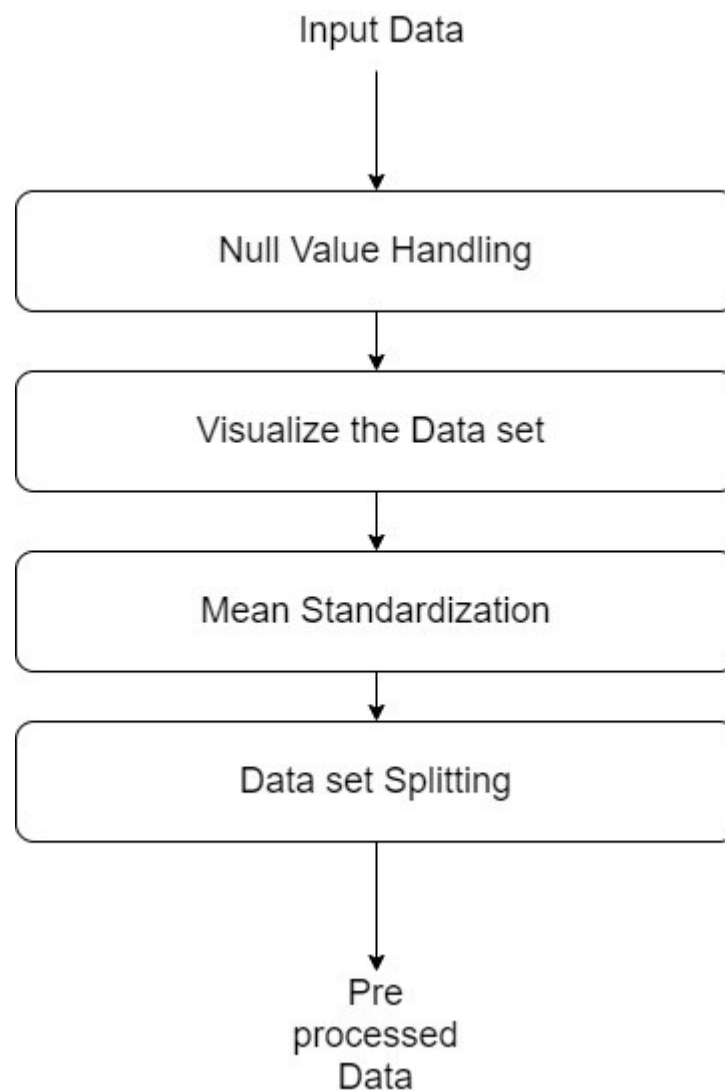 Input Data
Null Value Handling
Visualize the Data set
Mean Standardization
Data set Splitting
Pre
processed
Data